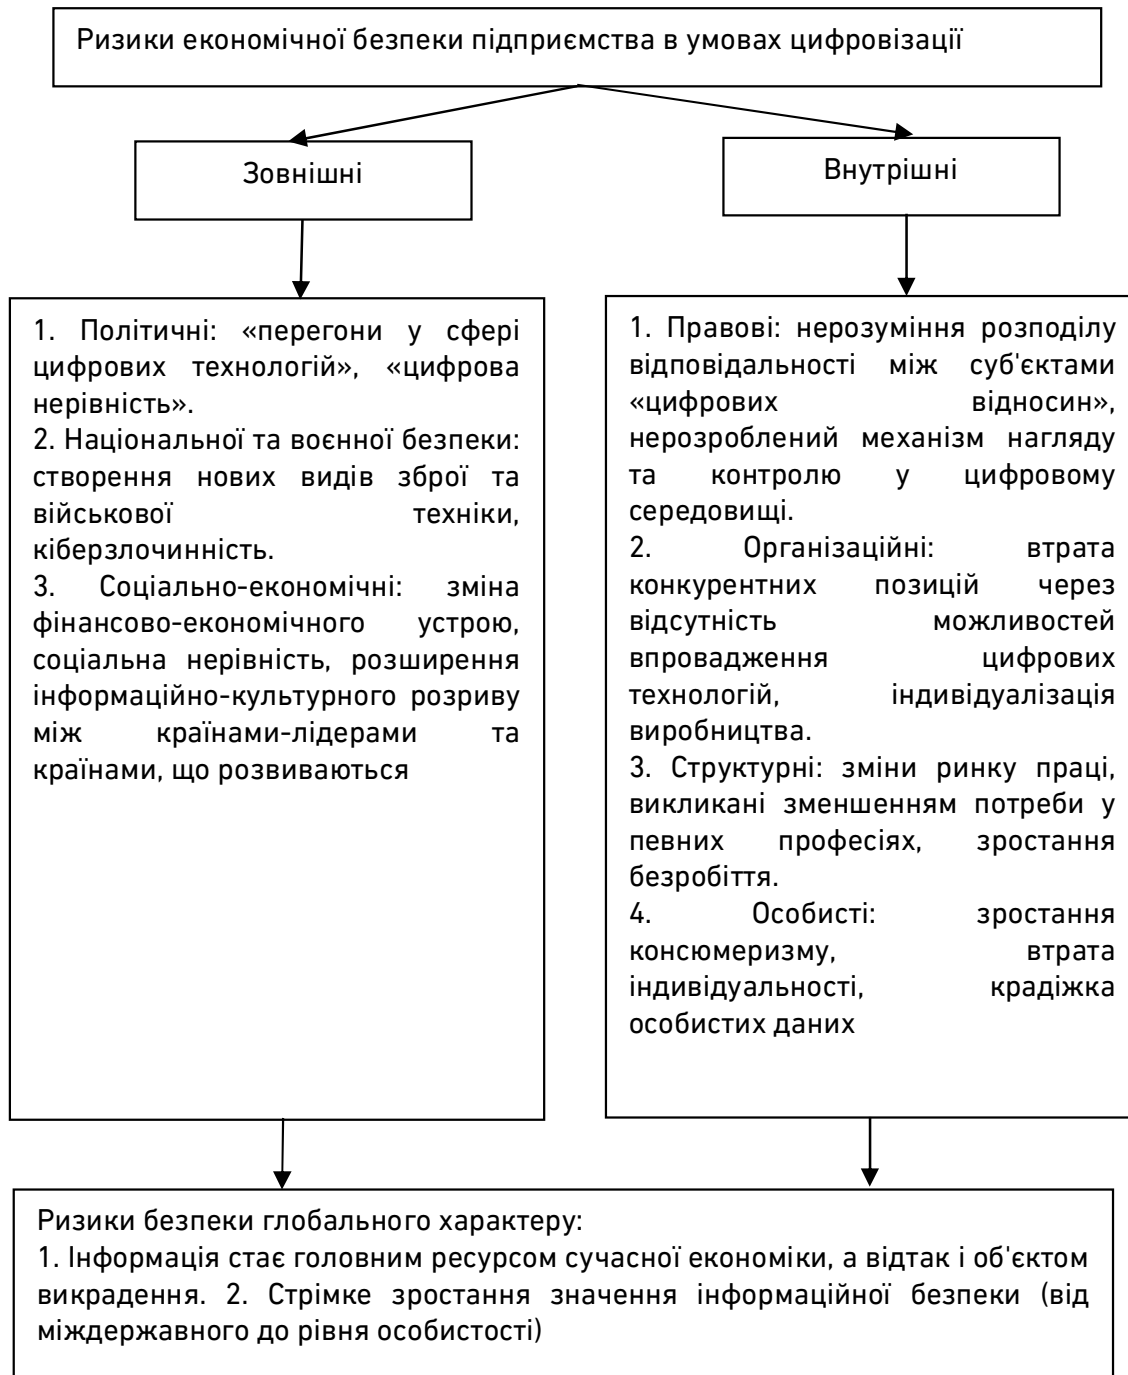 Ризики економічної безпеки підприємства в умовах цифровізації
Зовнішні
Внутрішні
1. Політичні: «перегони у сфері
цифрових технологій», «цифрова
нерівність».
2. Національної та воєнної безпеки:
створення нових видів зброї та
військової техніки,
кіберзлочинність.
3. Соціально-економічні: зміна
фінансово-економічного устрою,
соціальна нерівність, розширення
інформаційно-культурного розриву
між країнами-лідерами та
країнами, що розвиваються
1. Правові: нерозуміння розподілу
відповідальності між суб'єктами
«цифрових відносин»,
нерозроблений механізм нагляду
та контролю у цифровому
середовищі.
2. Організаційні: втрата
конкурентних позицій через
відсутність можливостей
впровадження цифрових
технологій, індивідуалізація
виробництва.
3. Структурні: зміни ринку праці,
викликані зменшенням потреби у
певних професіях, зростання
безробіття.
4. Особисті: зростання
консюмеризму, втрата
індивідуальності, крадіжка
особистих даних
Ризики безпеки глобального характеру:
1. Інформація стає головним ресурсом сучасної економіки, а відтак і об'єктом
викрадення. 2. Стрімке зростання значення інформаційної безпеки (від
міждержавного до рівня особистості)